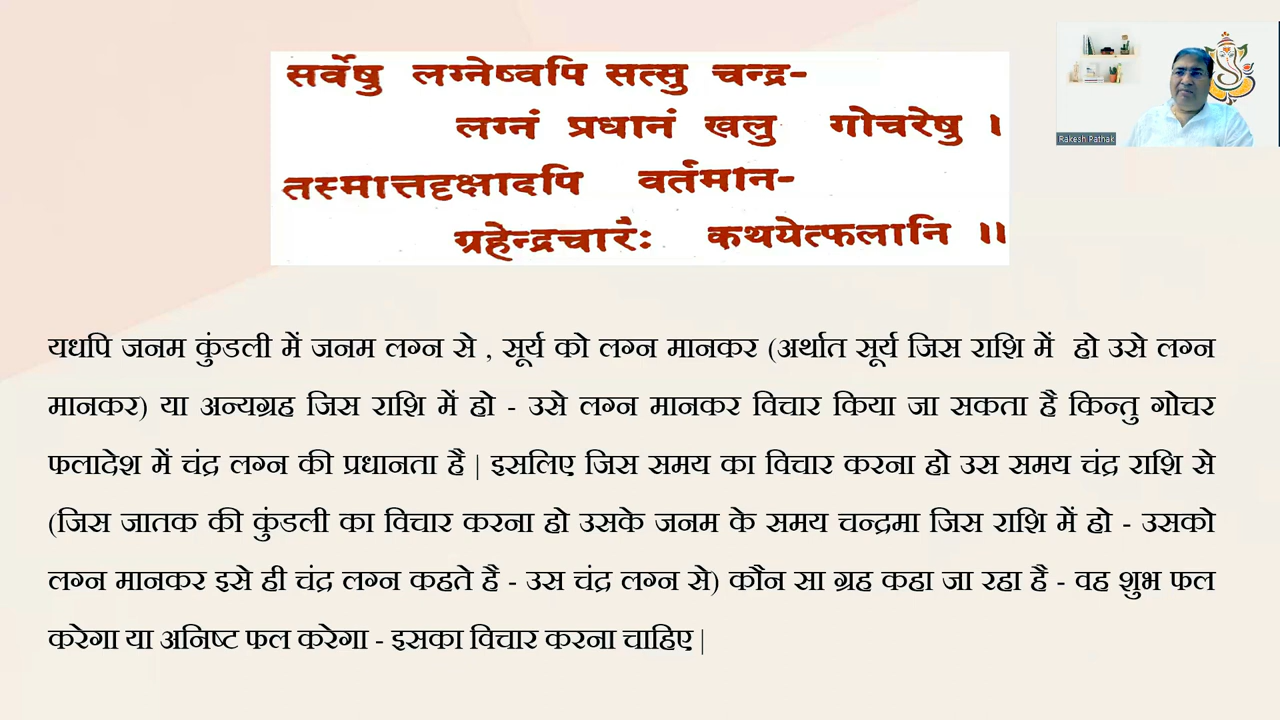 सर्वेषु लग्नेष्वपि सत्सु चन्द्र-
लग्नं प्रधानं खलु गोचरेषु ।
तस्मात्तदृक्षादपि वर्तमान-
ग्रहेन्द्रचारंः कथयेत्फलानि ॥
Rakesh Pathak
यधपि जनम कुंडली में जनम लग्न से , सूर्य को लग्न मानकर (अर्थात सूर्य जिस राशि में हो उसे लग्न
मानकर) या अन्यग्रह जिस राशि में हो - उसे लग्न मानकर विचार किया जा सकता है किन्तु गोचर
फलादेश में चंद्र लग्न की प्रधानता है | इसलिए जिस समय का विचार करना हो उस समय चंद्र राशि से
(जिस जातक की कुंडली का विचार करना हो उसके जनम के समय चन्द्रमा जिस राशि में हो - उसको
लग्न मानकर इसे ही चंद्र लग्न कहते है - उस चंद्र लग्न से) कौन सा ग्रह कहा जा रहा है - वह शुभ फल
करेगा या अनिष्ट फल करेगा - इसका विचार करना चाहिए |